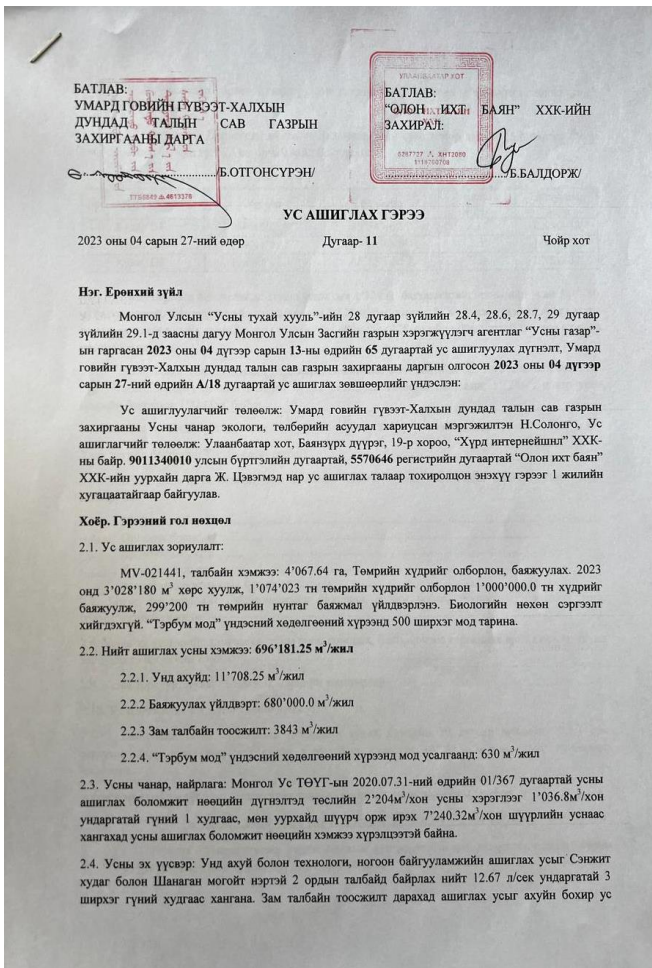 БАТЛАВ:
УМАРД ГОВИЙН ГҮВЭЭТ-ХАЛХЫН
ДУНДАД ТАЛЫН САВ ГАЗРЫН
ЗАХИРГААНЫ ДАРГА
/Б.ОТГОНСҮРЭН/
УЛААНБААТАР ХОТ
БАТЛАВ:
“ОЛОН ИХТ БАЯН” ХХК-ИЙН
ЗАХИРАЛ:
/Б.БАЛДОРЖ/
УС АШИГЛАХ ГЭРЭЭ
2023 оны 04 сарын 27-ний өдөр Дугаар- 11 Чойр хот
Нэг. Ерөнхий зүйл
Монгол Улсын “Усны тухай хууль”-ийн 28 дугаар зүйлийн 28.4, 28.6, 28.7, 29 дугаар
зүйлийн 29.1-д заасны дагуу Монгол Улсын Засгийн газрын хэрэгжүүлэгч агентлаг “Усны газар”-
ын гаргасан 2023 оны 04 дүгээр сарын 13-ны өдрийн 65 дугаартай ус ашиглуулах дүгнэлт, Умард
говийн гүвээт-Халхын дундад талын сав газрын захиргааны даргын олгосон 2023 оны 04 дүгээр
сарын 27-ний өдрийн А/18 дугаартай ус ашиглах зөвшөөрлийг үндэслэн:
Ус ашиглуулагчийг төлөөлж: Умард говийн гүвээт-Халхын дундад талын сав газрын
захиргааны Усны чанар экологи, төлбөрийн асуудал хариуцсан мэргэжилтэн Н.Солонго, Ус
ашиглагчийг төлөөлж: Улаанбаатар хот, Баянзүрх дүүрэг, 19-р хороо, “Хүрд интернейшнл” ХХК-
ны байр. 9011340010 улсын бүртгэлийн дугаартай, 5570646 регистрийн дугаартай “Олон ихт баян”
ХХК-ийн уурхайн дарга Ж. Цэвэгмэд нар ус ашиглах талаар тохиролцон энэхүү гэрээг 1 жилийн
хугацаатайгаар байгуулав.
Хоёр. Гэрээний гол нөхцөл
2.1. Ус ашиглах зориулалт:
MV-021441, талбайн хэмжээ: 4’067.64 га, Төмрийн хүдрийг олборлон, баяжуулах. 2023
онд 3’028’180 м³ хөрс хуулж, 1’074’023 тн төмрийн хүдрийг олборлон 1’000’000.0 тн хүдрийг
баяжуулж, 299’200 тн төмрийн нунтаг баяжмал үйлдвэрлэнэ. Биологийн нөхөн сэргээлт
хийгдэхгүй. “Тэрбум мод” үндэсний хөдөлгөөний хүрээнд 500 ширхэг мод тарина.
2.2. Нийт ашиглах усны хэмжээ: 696’181.25 м³/жил
2.2.1. Унд ахуйд: 11’708.25 м³/жил
2.2.2 Баяжуулах үйлдвэрт: 680’000.0 м³/жил
2.2.3 Зам талбайн тоосжилт: 3843 м³/жил
2.2.4. “Тэрбум мод” үндэсний хөдөлгөөний хүрээнд мод усалгаанд: 630 м³/жил
2.3. Усны чанар, найрлага: Монгол Ус ТӨҮГ-ын 2020.07.31-ний өдрийн 01/367 дугаартай усны
ашиглах боломжит нөөцийн дүгнэлтэд төслийн 2’204м³/хон усны хэрэглээг 1’036.8м³/хон
ундаргатай гүний 1 худгаас, мөн уурхайд шүүрч орж ирэх 7’240.32м³/хон шүүрлийн уснаас
хангахад усны ашиглах боломжит нөөцийн хэмжээ хүрэлцээтэй байна.
2.4. Усны эх үүсвэр: Унд ахуй болон технологи, ногоон байгууламжийн ашиглах усыг Сэнжит
худаг болон Шанаган могойт нэртэй 2 ордын талбайд байрлах нийт 12.67 л/сек ундаргатай 3
ширхэг гүний худгаас хангана. Зам талбайн тоосжилт дарахад ашиглах усыг ахуйн бохир ус